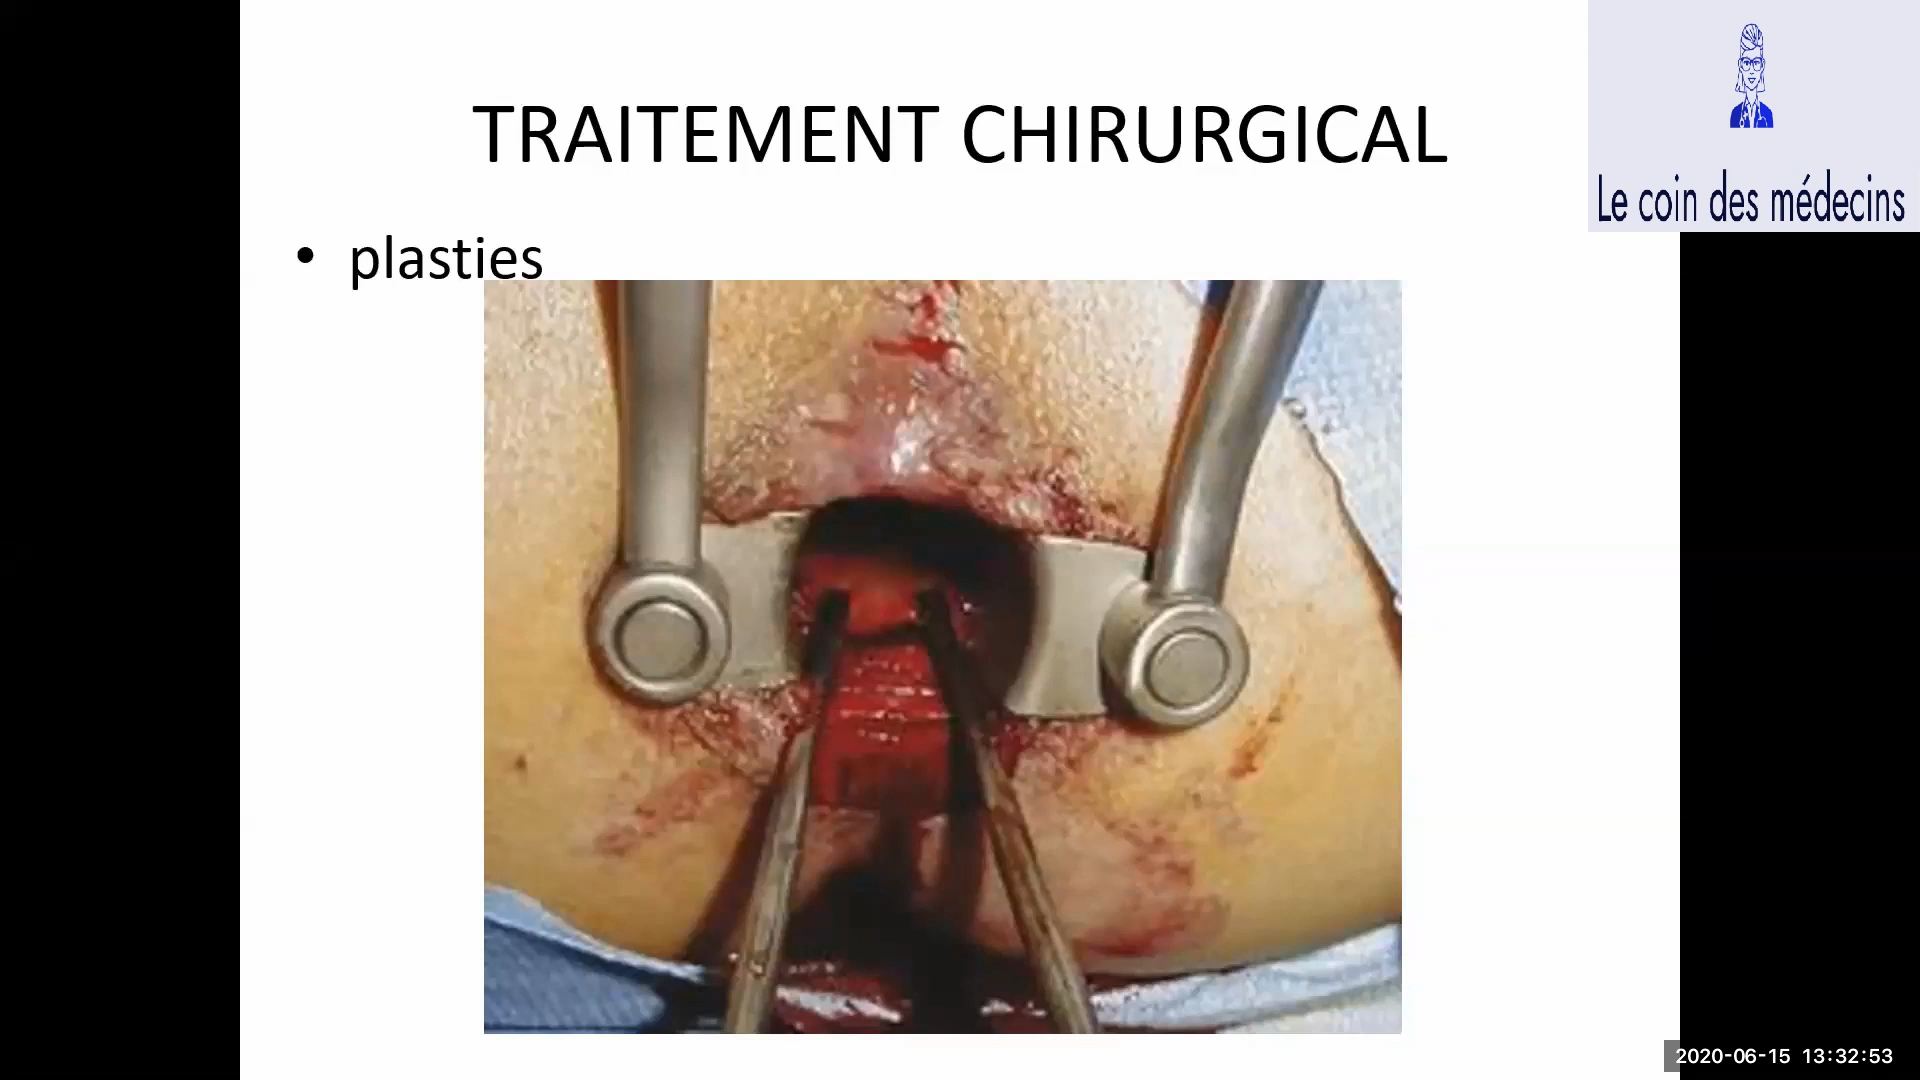 TRAITEMENT CHIRURGICAL
Le coin des médecins
• plasties
2020-06-15 13:32:53